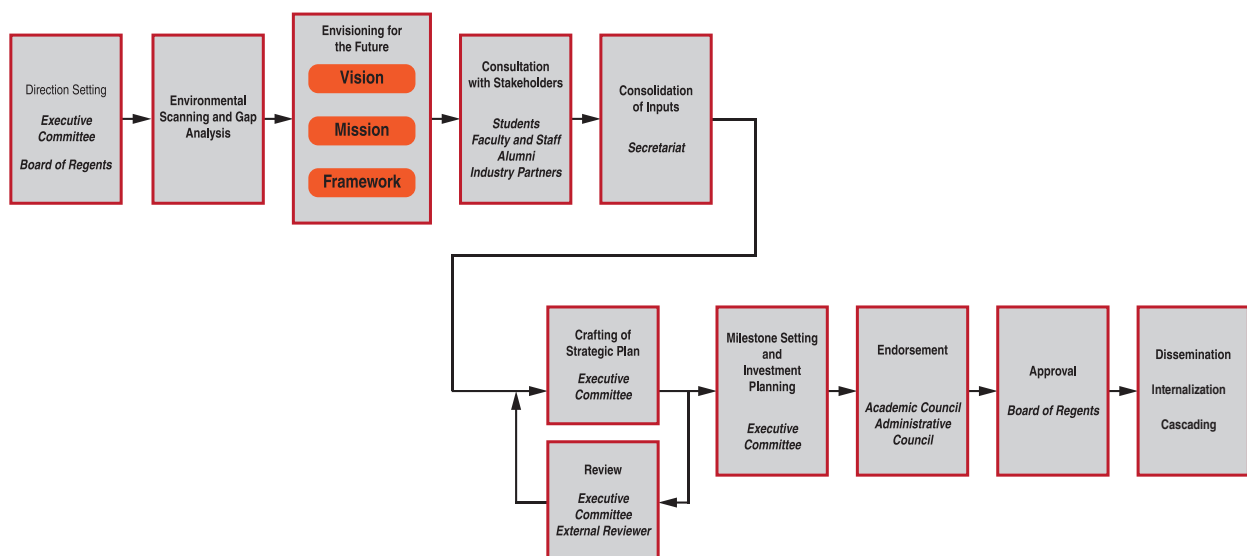 Direction Setting
Executive
Committee
Board of Regents
Environmental
Scanning and Gap
Analysis
Envisioning for
the Future
Vision
Mission
Framework
Consultation
with Stakeholders
Students
Faculty and Staff
Alumni
Industry Partners
Consolidation
of Inputs
Secretariat
Crafting of
Strategic Plan
Executive
Committee
Review
Executive
Committee
External Reviewer
Milestone Setting
and
Investment
Planning
Executive
Committee
Endorsement
Academic Council
Administrative
Council
Approval
Board of Regents
Dissemination
Internalization
Cascading